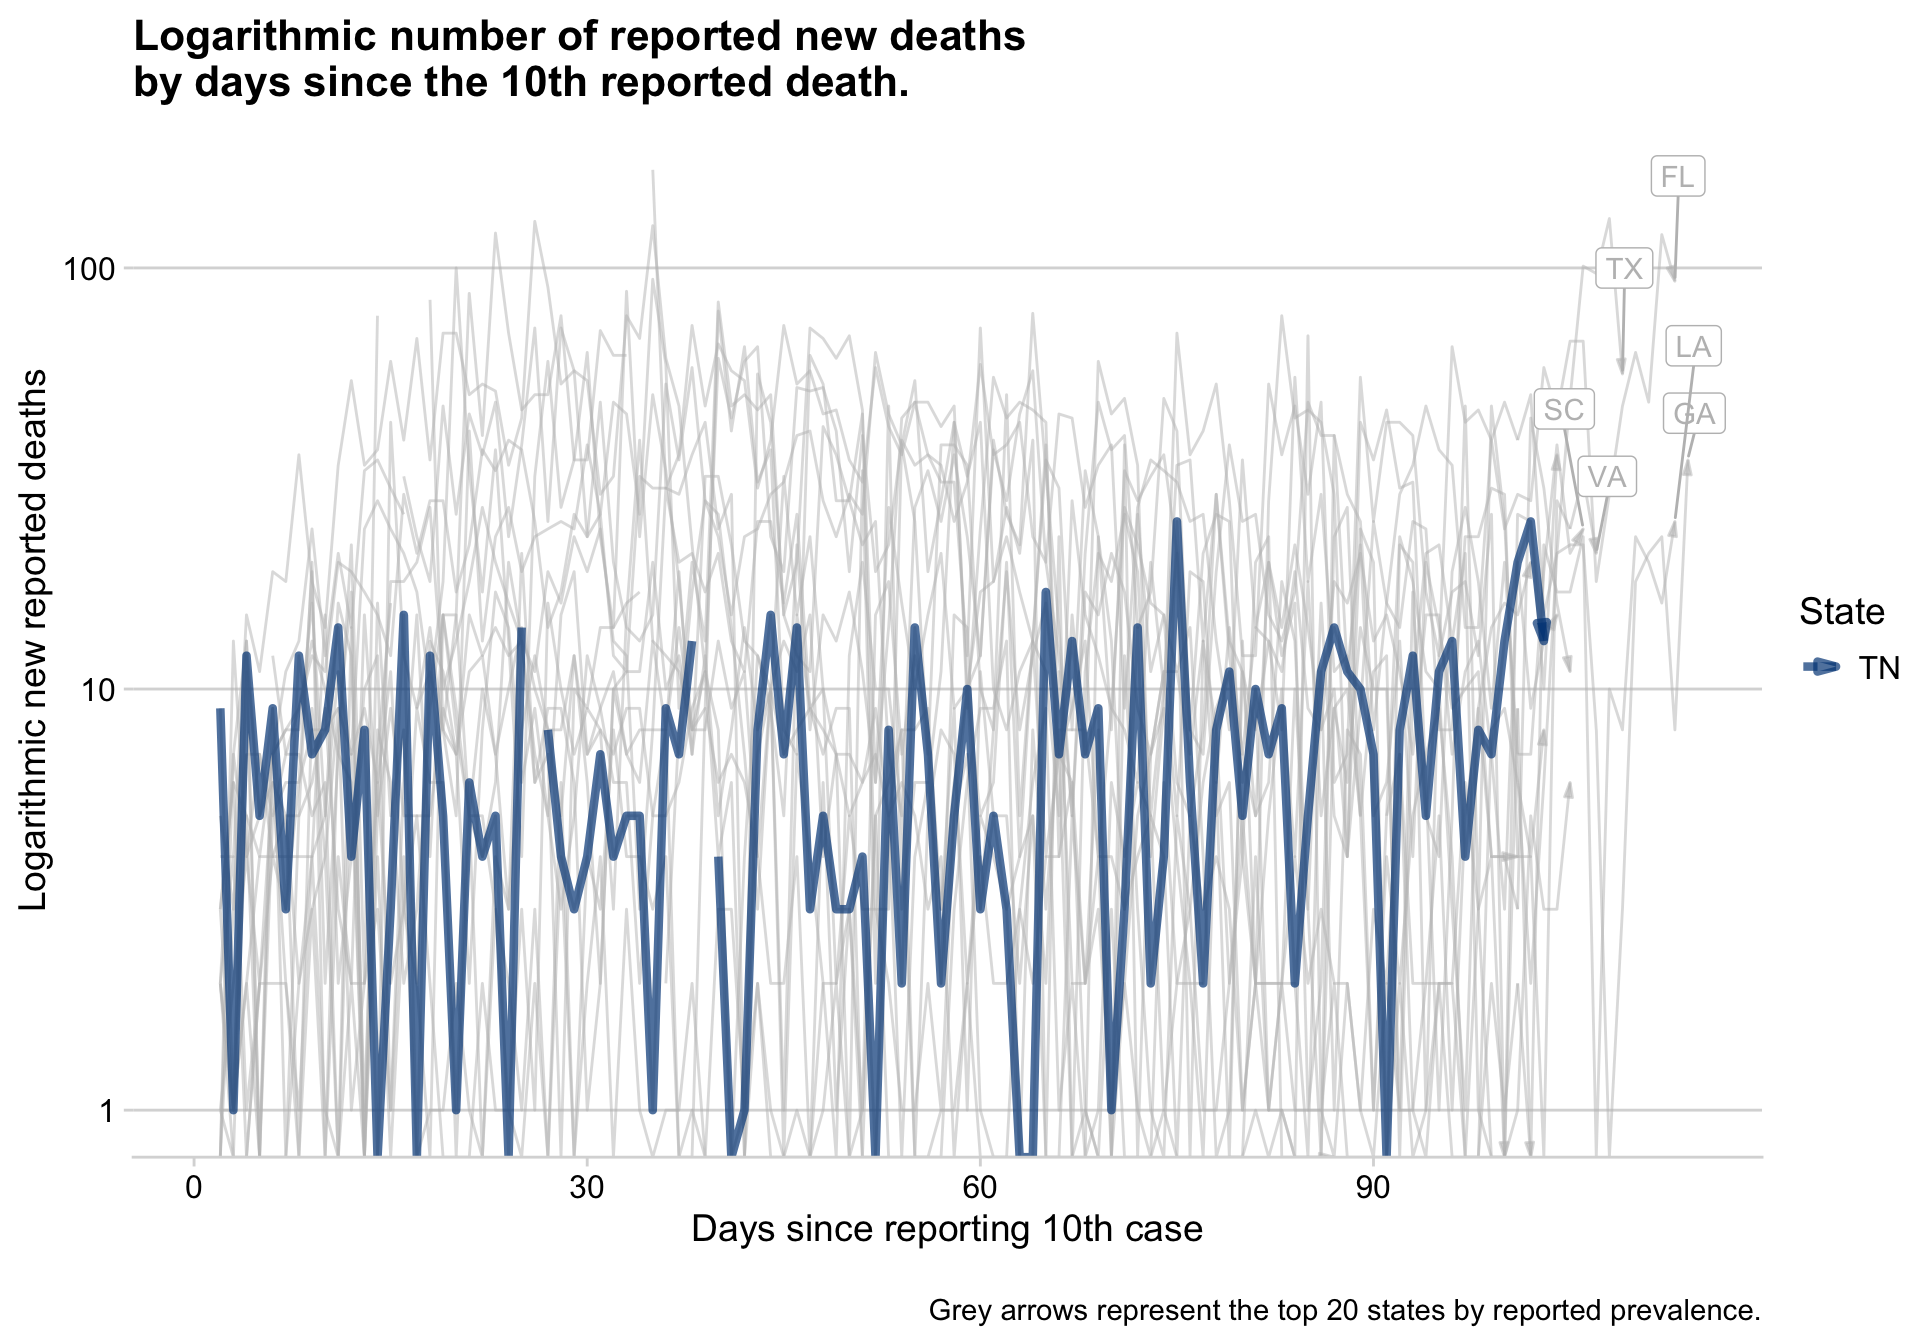 Logarithmic number of reported new deaths
by days since the 10th reported death.
Logarithmic new reported deaths
100
10
1
FL
TX
LA
SC
GA
VA
State
TN
0
30
60
90
Days since reporting 10th case
Grey arrows represent the top 20 states by reported prevalence.